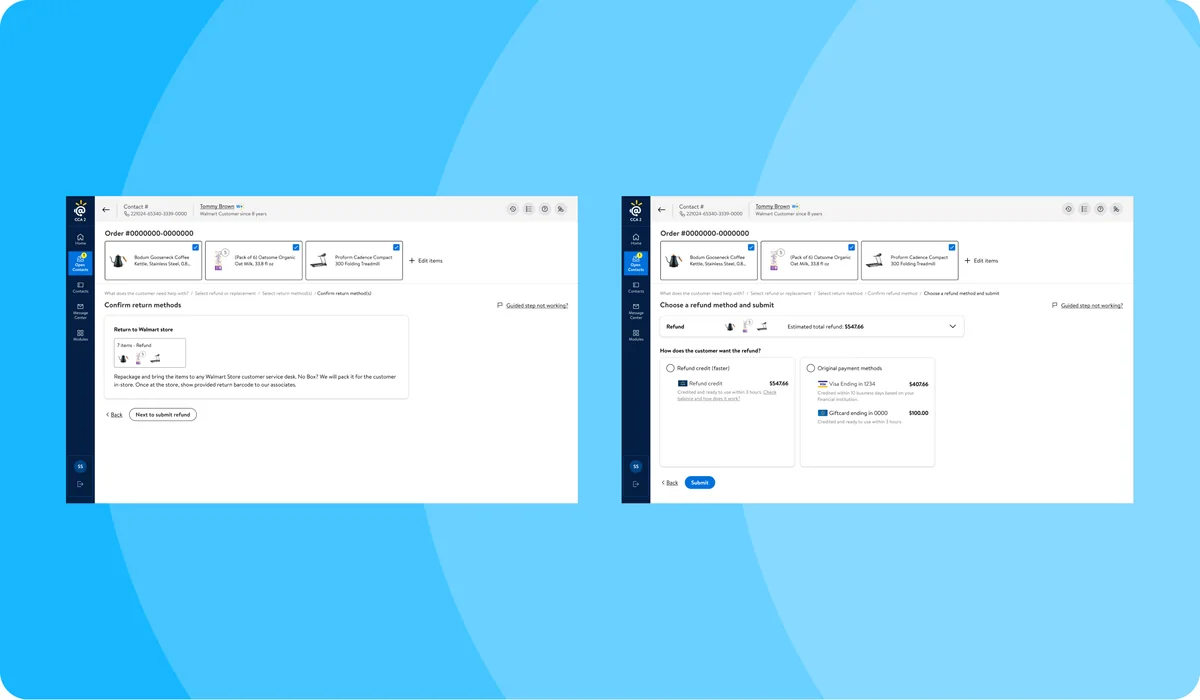 CCA 2
Home
1
Open
Contacts
Contacts
Message
Center
Modules
SS
Contact #
221024-65340-3339-0000
Tommy Brown W+
Walmart Customer since 8 years
Order #0000000-0000000
Bodum Gooseneck Coffee
Kettle, Stainless Steel, 0.8...
5
(Pack of 6) Oatsome Organic
Oat Milk, 33.8 fl oz
Proform Cadence Compact
300 Folding Treadmill
+ Edit items
What does the customer need help with? / Select refund or replacement / Select return method(s) / Confirm return method(s)
Confirm return methods
Guided step not working?
Return to Walmart store
7 items · Refund
5
Repackage and bring the items to any Walmart Store customer service desk. No Box? We will pack it for the customer
in-store. Once at the store, show provided return barcode to our associates.
Back
Next to submit refund
CCA 2
Home
1
Open
Contacts
Contacts
Message
Center
Modules
SS
Contact #
221024-65340-3339-0000
Tommy Brown W+
Walmart Customer since 8 years
Order #0000000-0000000
Bodum Gooseneck Coffee
Kettle, Stainless Steel, 0.8...
5
(Pack of 6) Oatsome Organic
Oat Milk, 33.8 fl oz
Proform Cadence Compact
300 Folding Treadmill
+ Edit items
What does the customer need help with? / Select refund or replacement / Select return method / Confirm refund method / Choose a refund method and submit
Choose a refund method and submit
Guided step not working?
Refund
5
Estimated total refund: $547.66
How does the customer want the refund?
Refund credit (faster)
Refund credit $547.66
Credited and ready to use within 3 hours. Check
balance and how does it work?
Original payment methods
VISA
Visa Ending in 1234 $407.66
Credited within 10 business days based on your
financial institution.
Giftcard ending in 0000 $100.00
Credited and ready to use within 3 hours
Back
Submit